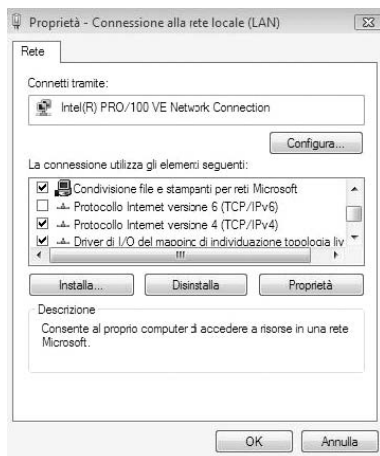 Proprietà - Connessione alla rete locale (LAN)
Rete
Connetti tramite:
Intel(R) PRO/100 VE Network Connection
Configura...
La connessione utilizza gli elementi seguenti:
Condivisione file e stampanti per reti Microsoft
Protocollo Internet versione 6 (TCP/IPv6)
Protocollo Internet versione 4 (TCP/IPv4)
Driver di I/O del mapping di individuazione topologia liv
Installa... Disinstalla Proprietà
Descrizione
Consente al proprio computer di accedere a risorse in una rete
Microsoft.
OK Annulla